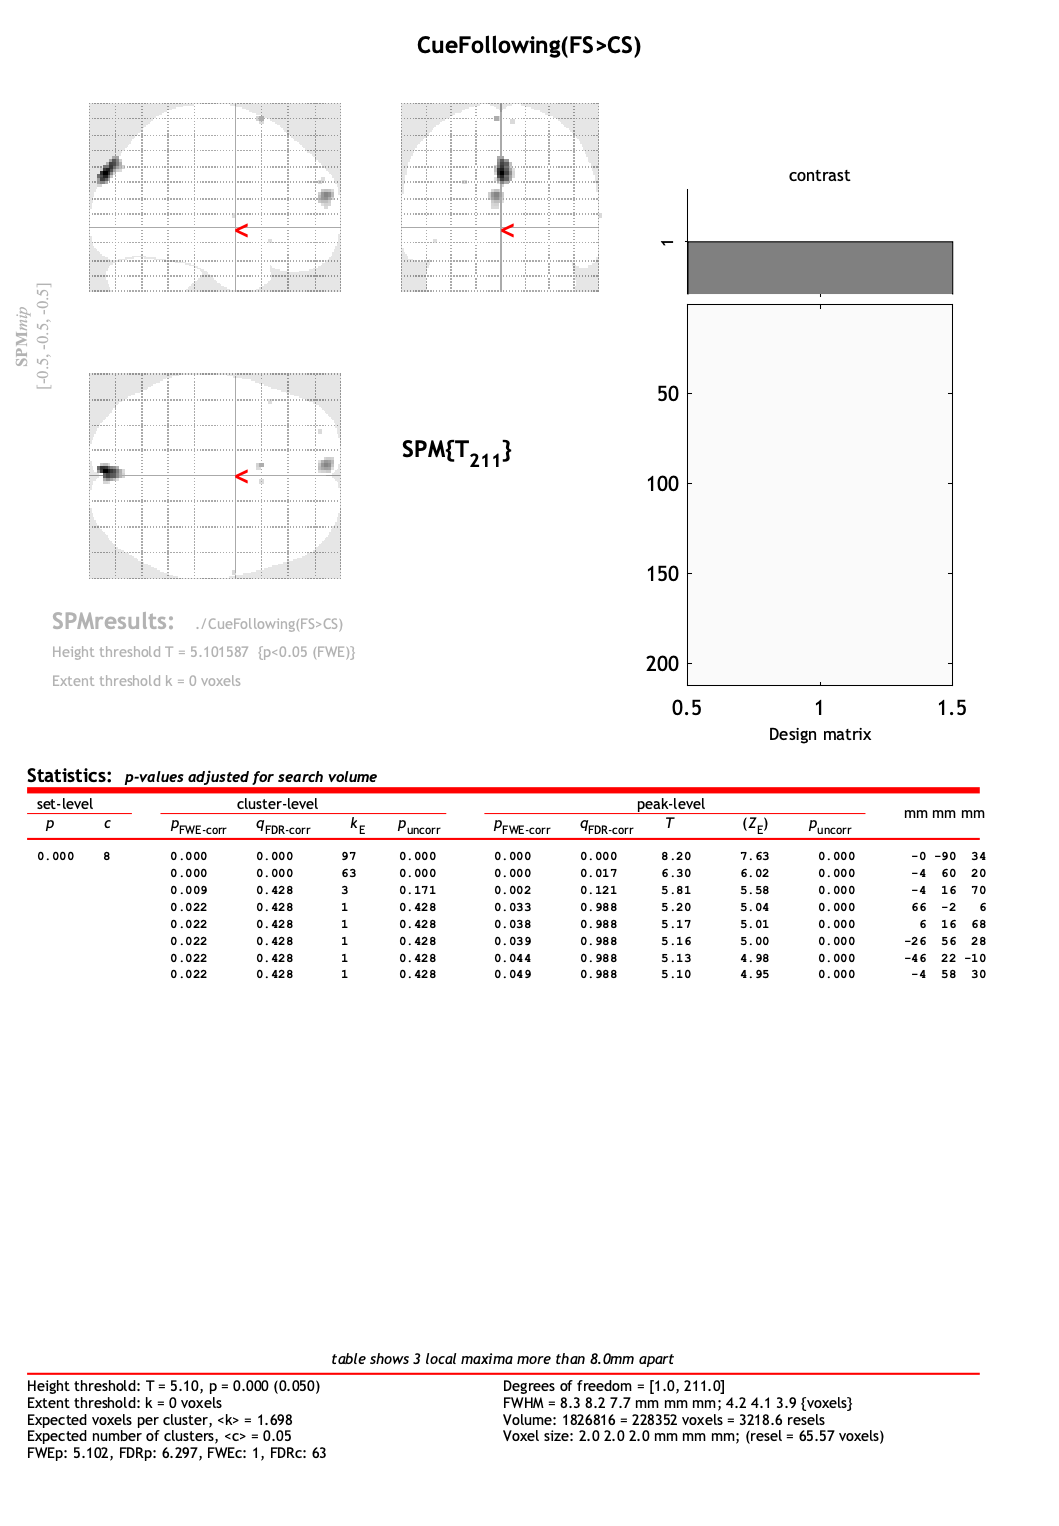 CueFollowing(FS>CS)
contrast
1
<
<
<
SPMmip
[-0.5, -0.5, -0.5]
SPM{T211}
50
100
150
200
0.5 1 1.5
Design matrix
SPMresults: ./CueFollowing(FS>CS)
Height threshold T = 5.101587 {p<0.05 (FWE)}
Extent threshold k = 0 voxels
Statistics: p-values adjusted for search volume
set-level cluster-level peak-level mm mm mm
p c pFWE-corr qFDR-corr kE puncorr pFWE-corr qFDR-corr T (ZE) puncorr
0.000 8 0.000 0.000 97 0.000 0.000 0.000 8.20 7.63 0.000 -0 -90 34
0.000 0.000 63 0.000 0.000 0.017 6.30 6.02 0.000 -4 60 20
0.009 0.428 3 0.171 0.002 0.121 5.81 5.58 0.000 -4 16 70
0.022 0.428 1 0.428 0.033 0.988 5.20 5.04 0.000 66 -2 6
0.022 0.428 1 0.428 0.038 0.988 5.17 5.01 0.000 6 16 68
0.022 0.428 1 0.428 0.039 0.988 5.16 5.00 0.000 -26 56 28
0.022 0.428 1 0.428 0.044 0.988 5.13 4.98 0.000 -46 22 -10
0.022 0.428 1 0.428 0.049 0.988 5.10 4.95 0.000 -4 58 30
table shows 3 local maxima more than 8.0mm apart
Height threshold: T = 5.10, p = 0.000 (0.050)
Extent threshold: k = 0 voxels
Expected voxels per cluster, <k> = 1.698
Expected number of clusters, <c> = 0.05
FWEp: 5.102, FDRp: 6.297, FWEc: 1, FDRc: 63
Degrees of freedom = [1.0, 211.0]
FWHM = 8.3 8.2 7.7 mm mm mm; 4.2 4.1 3.9 {voxels}
Volume: 1826816 = 228352 voxels = 3218.6 resels
Voxel size: 2.0 2.0 2.0 mm mm mm; (resel = 65.57 voxels)